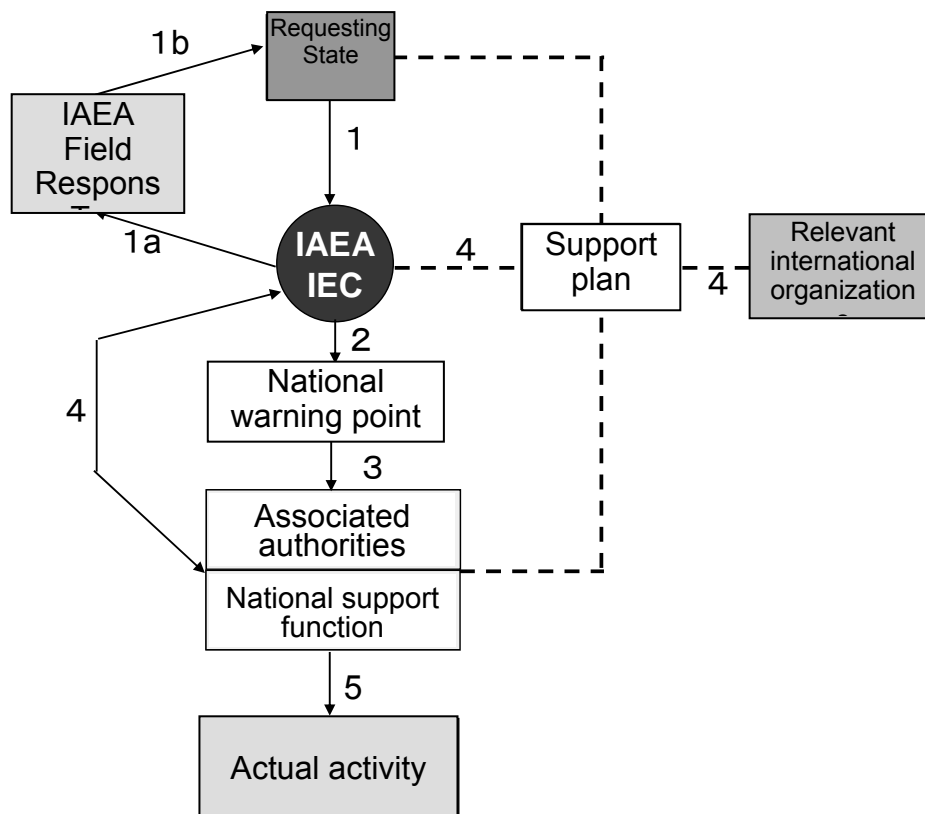 Requesting
State
1b
IAEA
Field
Respons
1
1a
IAEA
IEC
4
Support
plan
4
Relevant
international
organization
2
National
warning point
4
3
Associated
authorities
National support
function
5
Actual activity